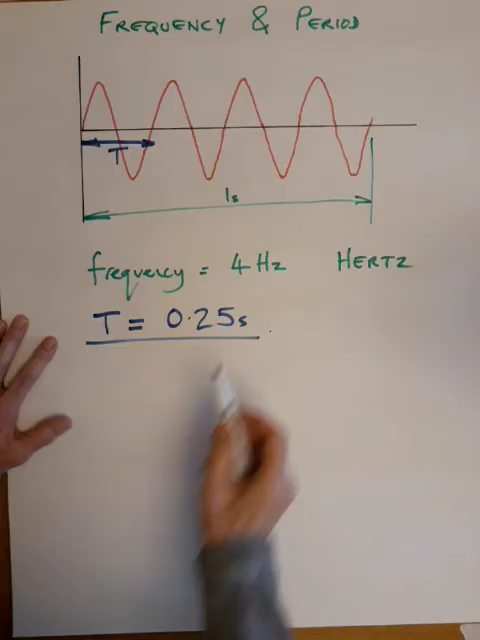 FREQUENCY & PERIOD
T
1s
frequency = 4 Hz HERTZ
T = 0.25s